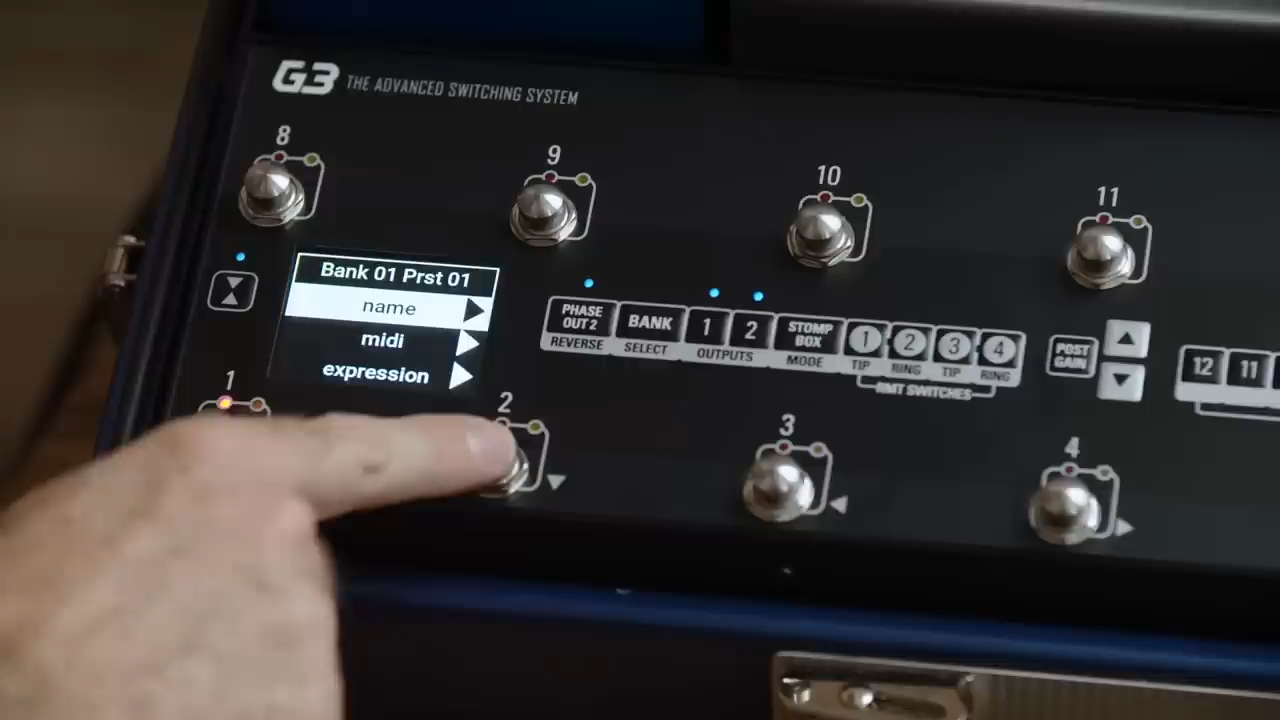 G3 THE ADVANCED SWITCHING SYSTEM
8
9
10
11
Bank 01 Prst 01
name
midi
expression
PHASE OUT 2
REVERSE
BANK
SELECT
1 2
OUTPUTS
STOMP BOX
MODE
1 2 3 4
TIP RING TIP RING
RMT SWITCHES
POST GAIN
12 11
1
2
3
4